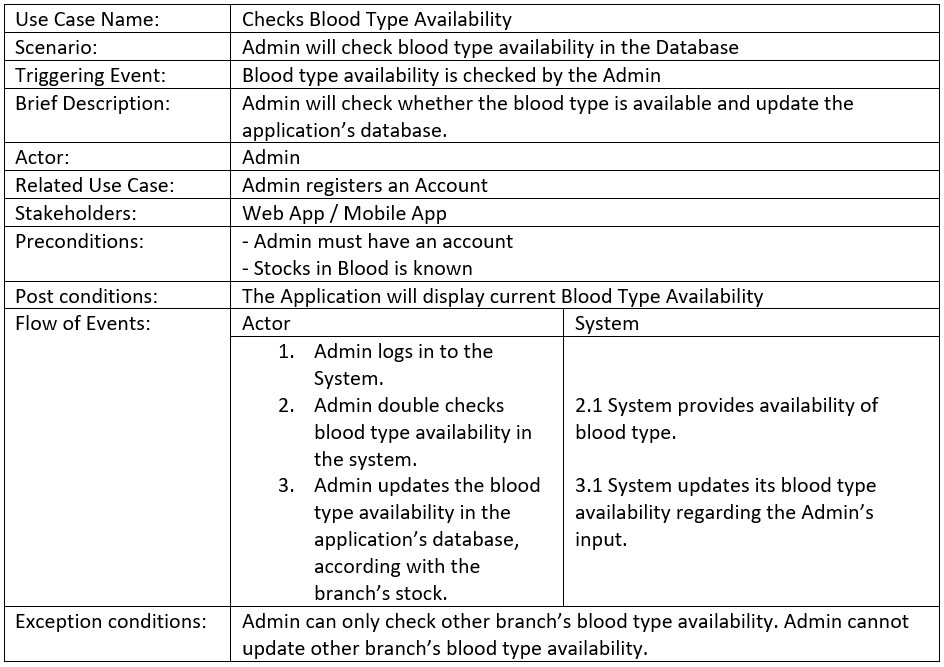 Use Case Name: Checks Blood Type Availability
Scenario: Admin will check blood type availability in the Database
Triggering Event: Blood type availability is checked by the Admin
Brief Description: Admin will check whether the blood type is available and update the
application's database.
Actor: Admin
Related Use Case: Admin registers an Account
Stakeholders: Web App / Mobile App
Preconditions: - Admin must have an account
- Stocks in Blood is known
Post conditions: The Application will display current Blood Type Availability
Flow of Events: Actor System
1. Admin logs in to the
System.
2. Admin double checks
blood type availability in
the system.
2.1 System provides availability of
blood type.
3. Admin updates the blood
type availability in the
application's database,
according with the
branch's stock.
3.1 System updates its blood type
availability regarding the Admin's
input.
Exception conditions: Admin can only check other branch's blood type availability. Admin cannot
update other branch's blood type availability.